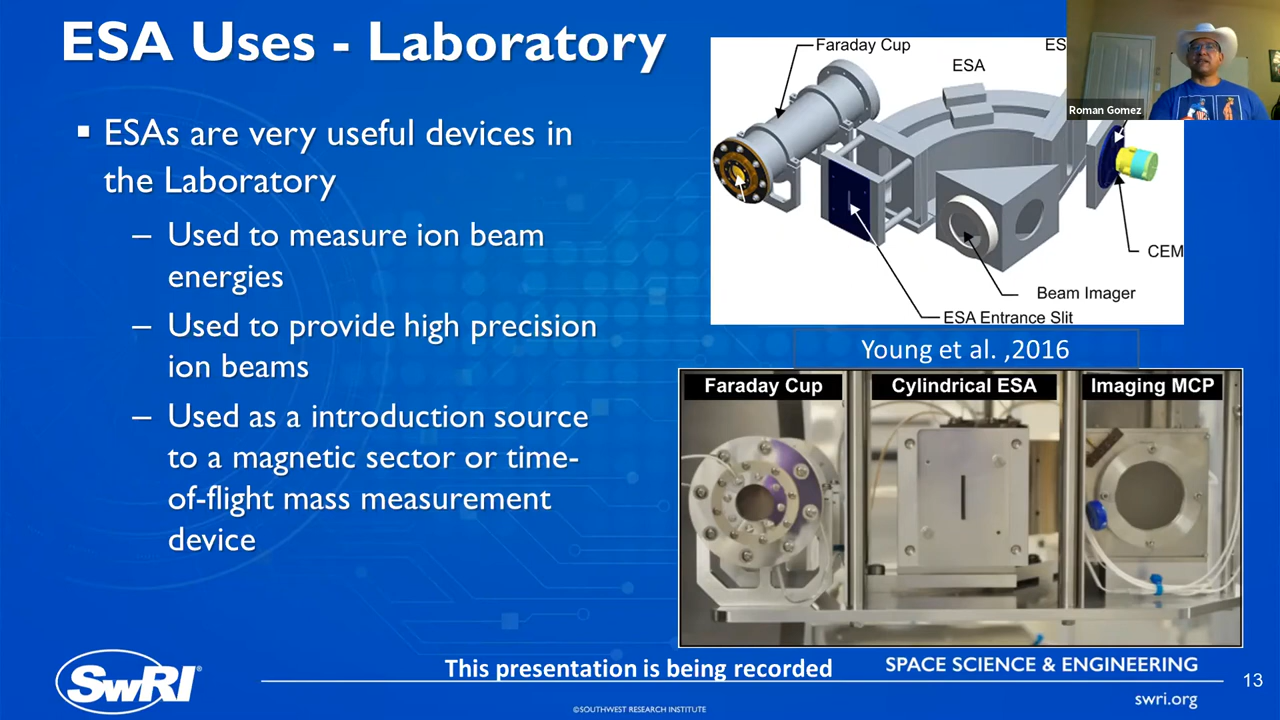 ESA Uses - Laboratory
▪ ESAs are very useful devices in
the Laboratory
– Used to measure ion beam
energies
– Used to provide high precision
ion beams
– Used as a introduction source
to a magnetic sector or time-
of-flight mass measurement
device
Faraday Cup
ES
ESA
CEM
Beam Imager
ESA Entrance Slit
Roman Gomez
Young et al. ,2016
Faraday Cup
Cylindrical ESA
Imaging MCP
SwRI®
This presentation is being recorded
SPACE SCIENCE & ENGINEERING
13
swri.org
©SOUTHWEST RESEARCH INSTITUTE